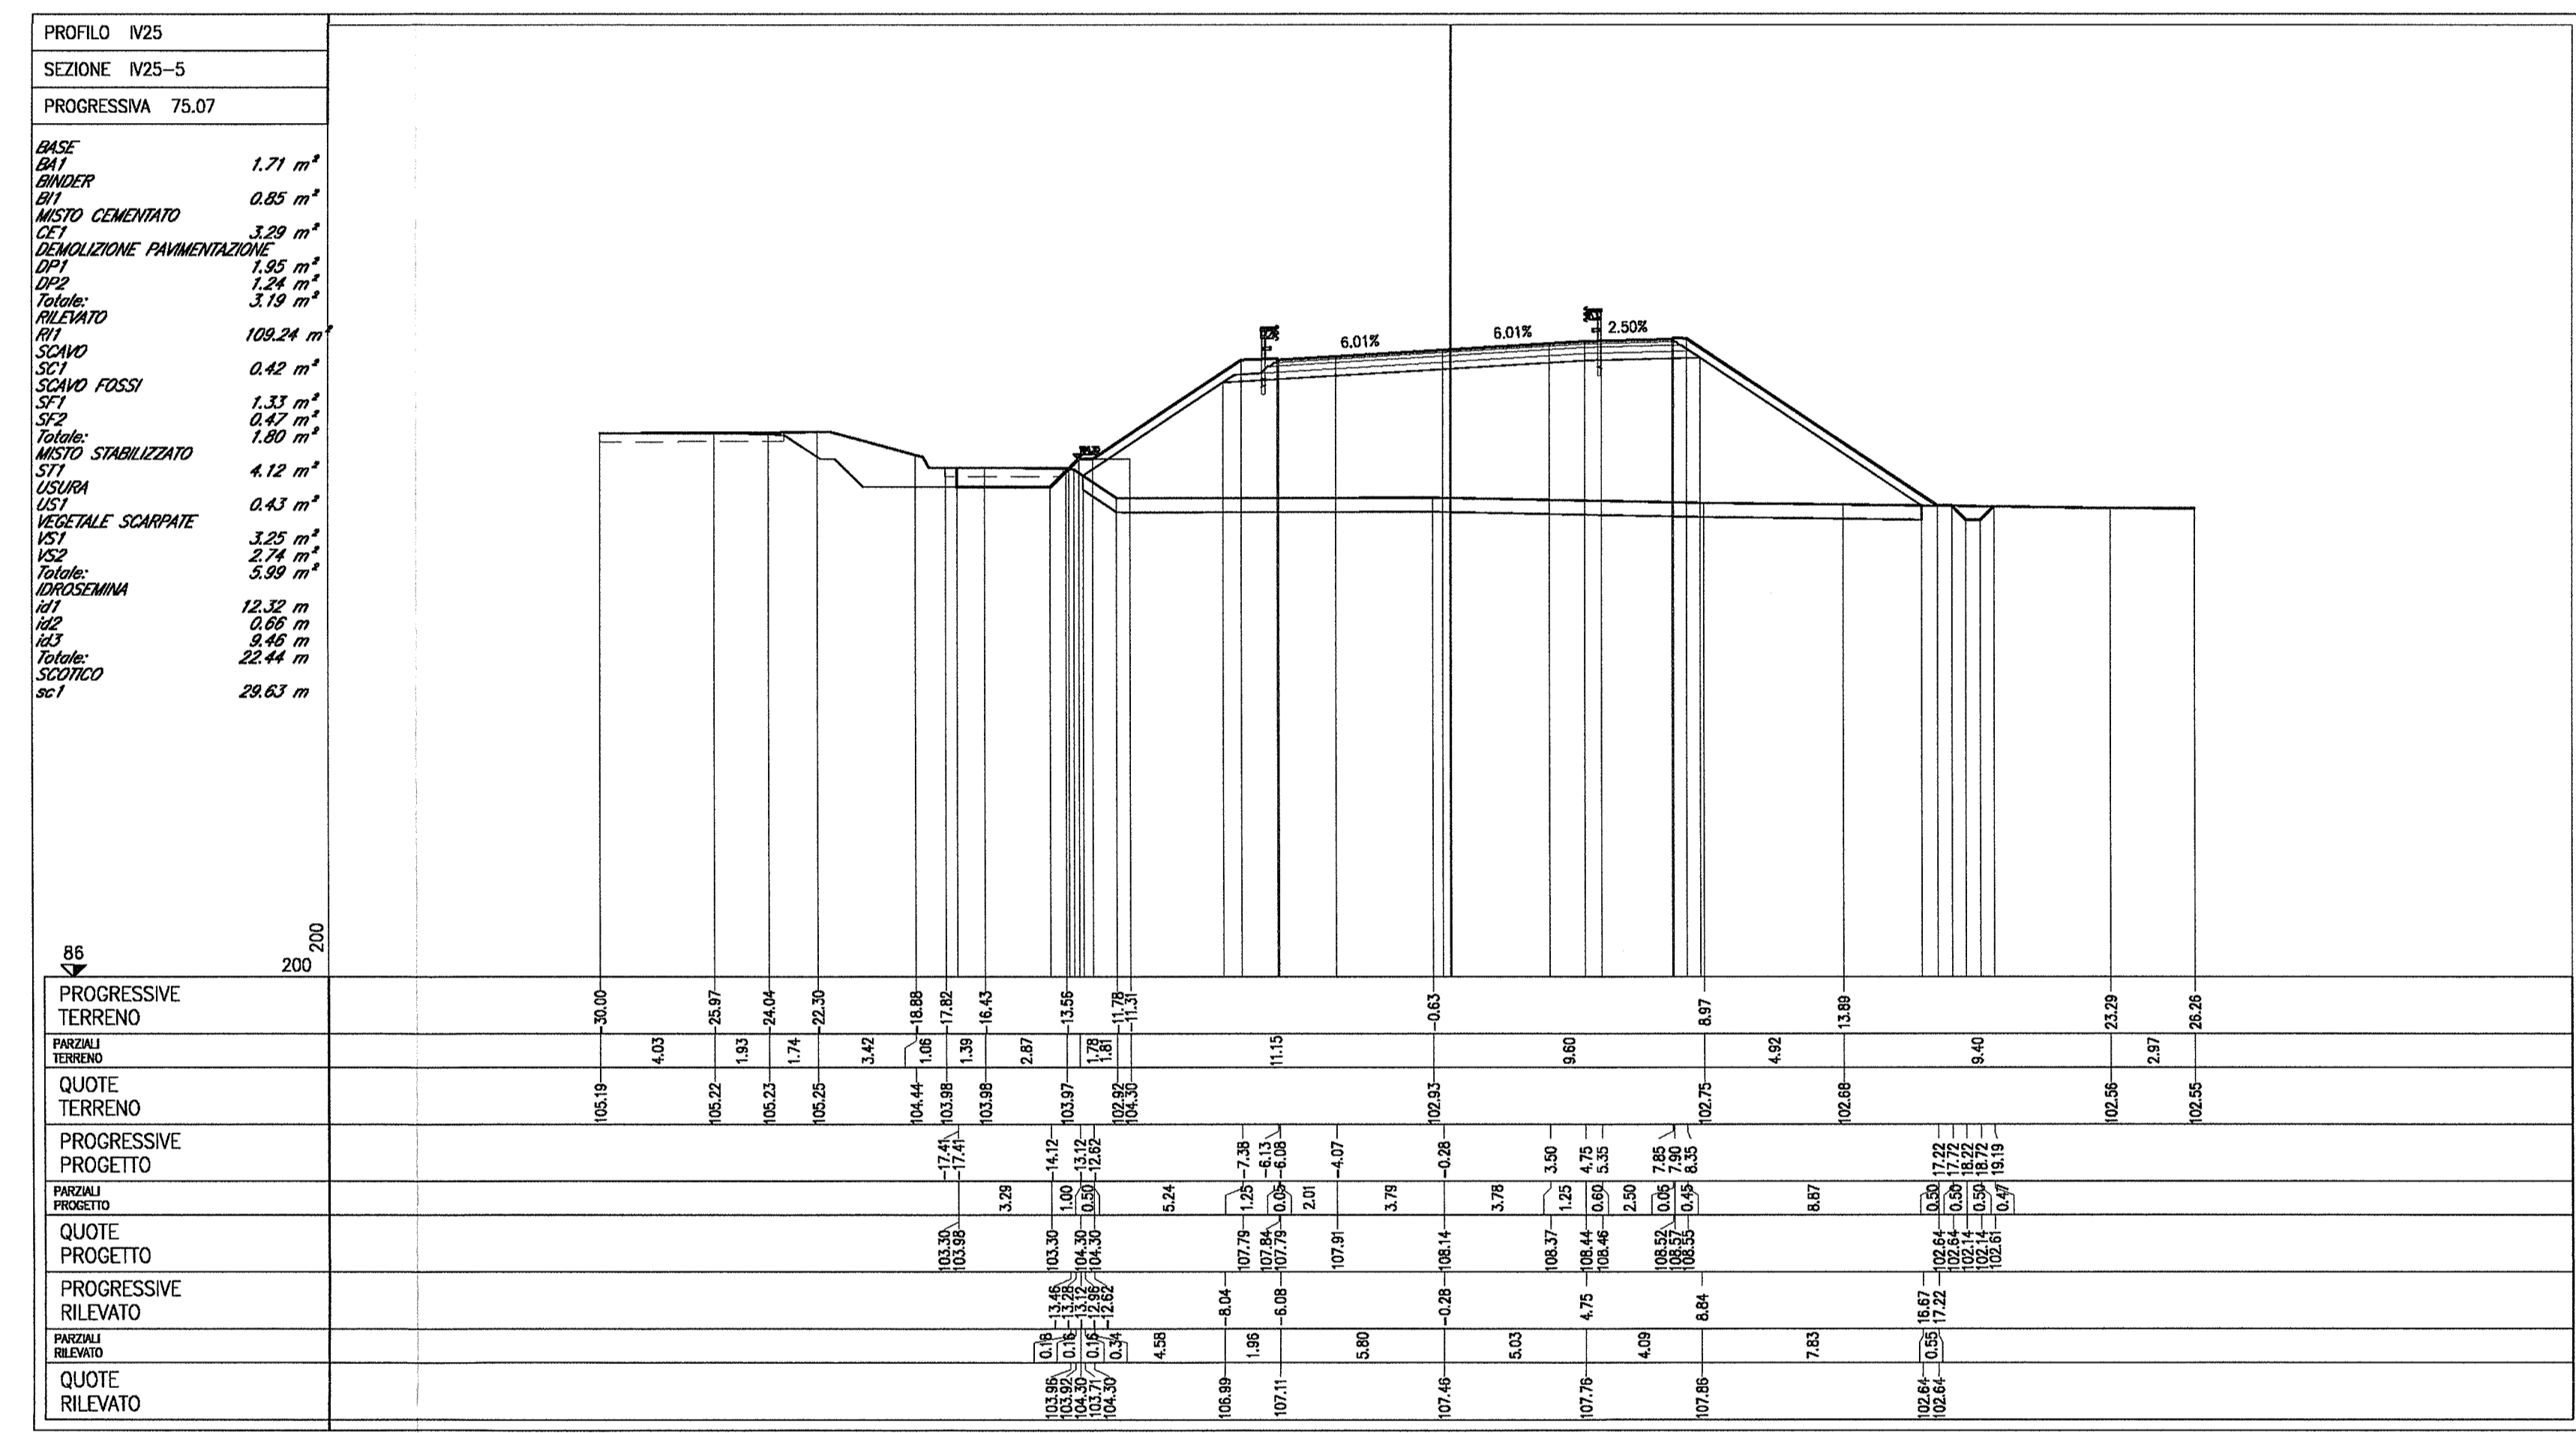 PROFILO IV25
SEZIONE IV25-5
PROGRESSIVA 75.07
BASE
BA1 1.71 m²
BINDER
BI1 0.85 m²
MISTO CEMENTATO
CE1 3.29 m²
DEMOLIZIONE PAVIMENTAZIONE
DP1 1.95 m²
DP2 1.24 m²
Totale: 3.19 m²
RILEVATO
RI1 109.24 m²
SCAVO
SC1 0.42 m²
SCAVO FOSSI
SF1 1.33 m²
SF2 0.47 m²
Totale: 1.80 m²
MISTO STABILIZZATO
ST1 4.12 m²
USURA
US1 0.43 m²
VEGETALE SCARPATE
VS1 3.25 m²
VS2 2.74 m²
Totale: 5.99 m²
IDROSEMINA
id1 12.32 m
id2 0.66 m
id3 9.46 m
Totale: 22.44 m
SCOTICO
sc1 29.63 m
6.01% 6.01% 2.50%
86 200 200
PROGRESSIVE TERRENO
-30.00 -25.97 -24.04 -22.30 -18.88 -17.82 -16.43 -13.56 -11.78 -11.31 -0.63 8.97 13.89 23.29 26.26
PARZIALI TERRENO
4.03 1.93 1.74 3.42 1.06 1.39 2.87 1.78 1.81 11.15 9.60 4.92 9.40 2.97
QUOTE TERRENO
105.19 105.22 105.23 105.25 104.44 103.98 103.98 103.97 102.92 104.30 102.93 102.75 102.68 102.56 102.55
PROGRESSIVE PROGETTO
-17.41 -17.41 -14.12 -13.12 -12.62 -7.38 -6.13 -6.08 -4.07 -0.28 3.50 4.75 5.35 7.85 7.90 8.35 17.22 17.72 18.22 18.72 19.19
PARZIALI PROGETTO
3.29 1.00 0.50 5.24 1.25 0.05 2.01 3.79 3.78 1.25 0.60 2.50 0.05 0.45 8.87 0.50 0.50 0.50 0.47
QUOTE PROGETTO
103.30 103.98 103.30 104.30 104.30 107.79 107.84 107.79 107.91 108.14 108.37 108.44 108.46 108.52 108.57 108.55 102.64 102.64 102.14 102.14 102.61
PROGRESSIVE RILEVATO
-13.46 -13.28 -13.12 -12.96 -12.62 -8.04 -6.08 -0.28 4.75 8.84 16.67 17.22
PARZIALI RILEVATO
0.18 0.16 0.16 0.34 4.58 1.96 5.80 5.03 4.09 7.83 0.55
QUOTE RILEVATO
103.96 103.92 104.30 103.71 104.30 106.99 107.11 107.46 107.76 107.86 102.64 102.64